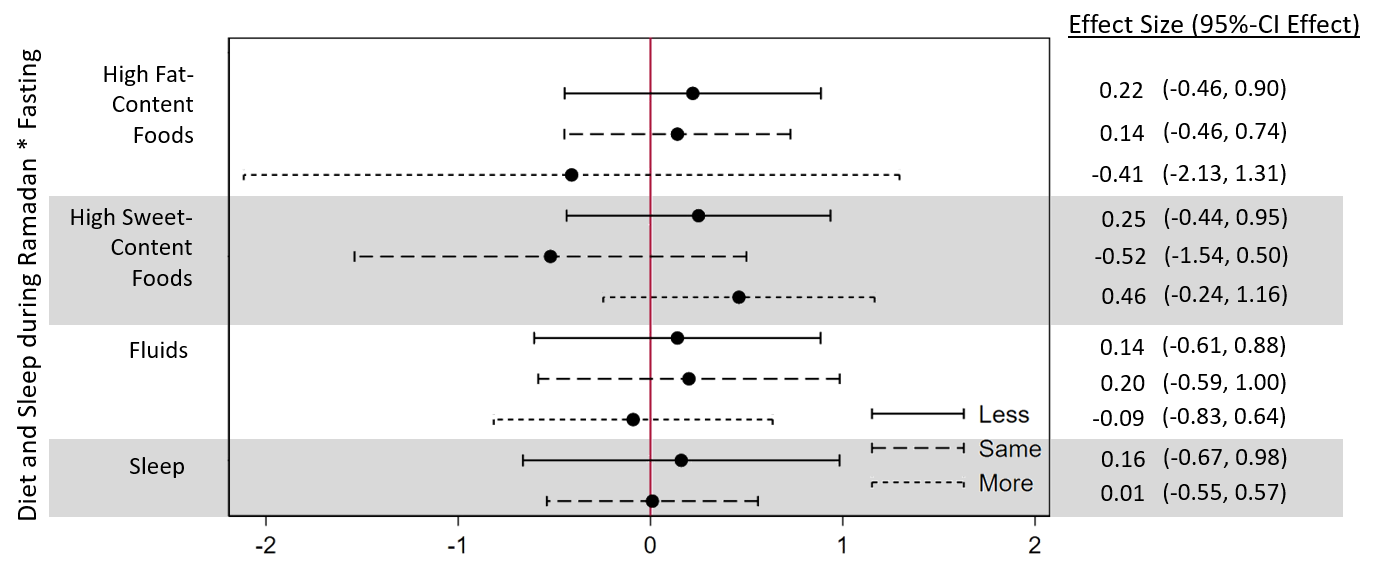 Effect Size (95%-CI Effect)
Diet and Sleep during Ramadan * Fasting
High Fat-
Content
Foods
0.22 (-0.46, 0.90)
0.14 (-0.46, 0.74)
-0.41 (-2.13, 1.31)
High Sweet-
Content
Foods
0.25 (-0.44, 0.95)
-0.52 (-1.54, 0.50)
0.46 (-0.24, 1.16)
Fluids
0.14 (-0.61, 0.88)
0.20 (-0.59, 1.00)
-0.09 (-0.83, 0.64)
Sleep
0.16 (-0.67, 0.98)
0.01 (-0.55, 0.57)
Less
Same
More
-2 -1 0 1 2